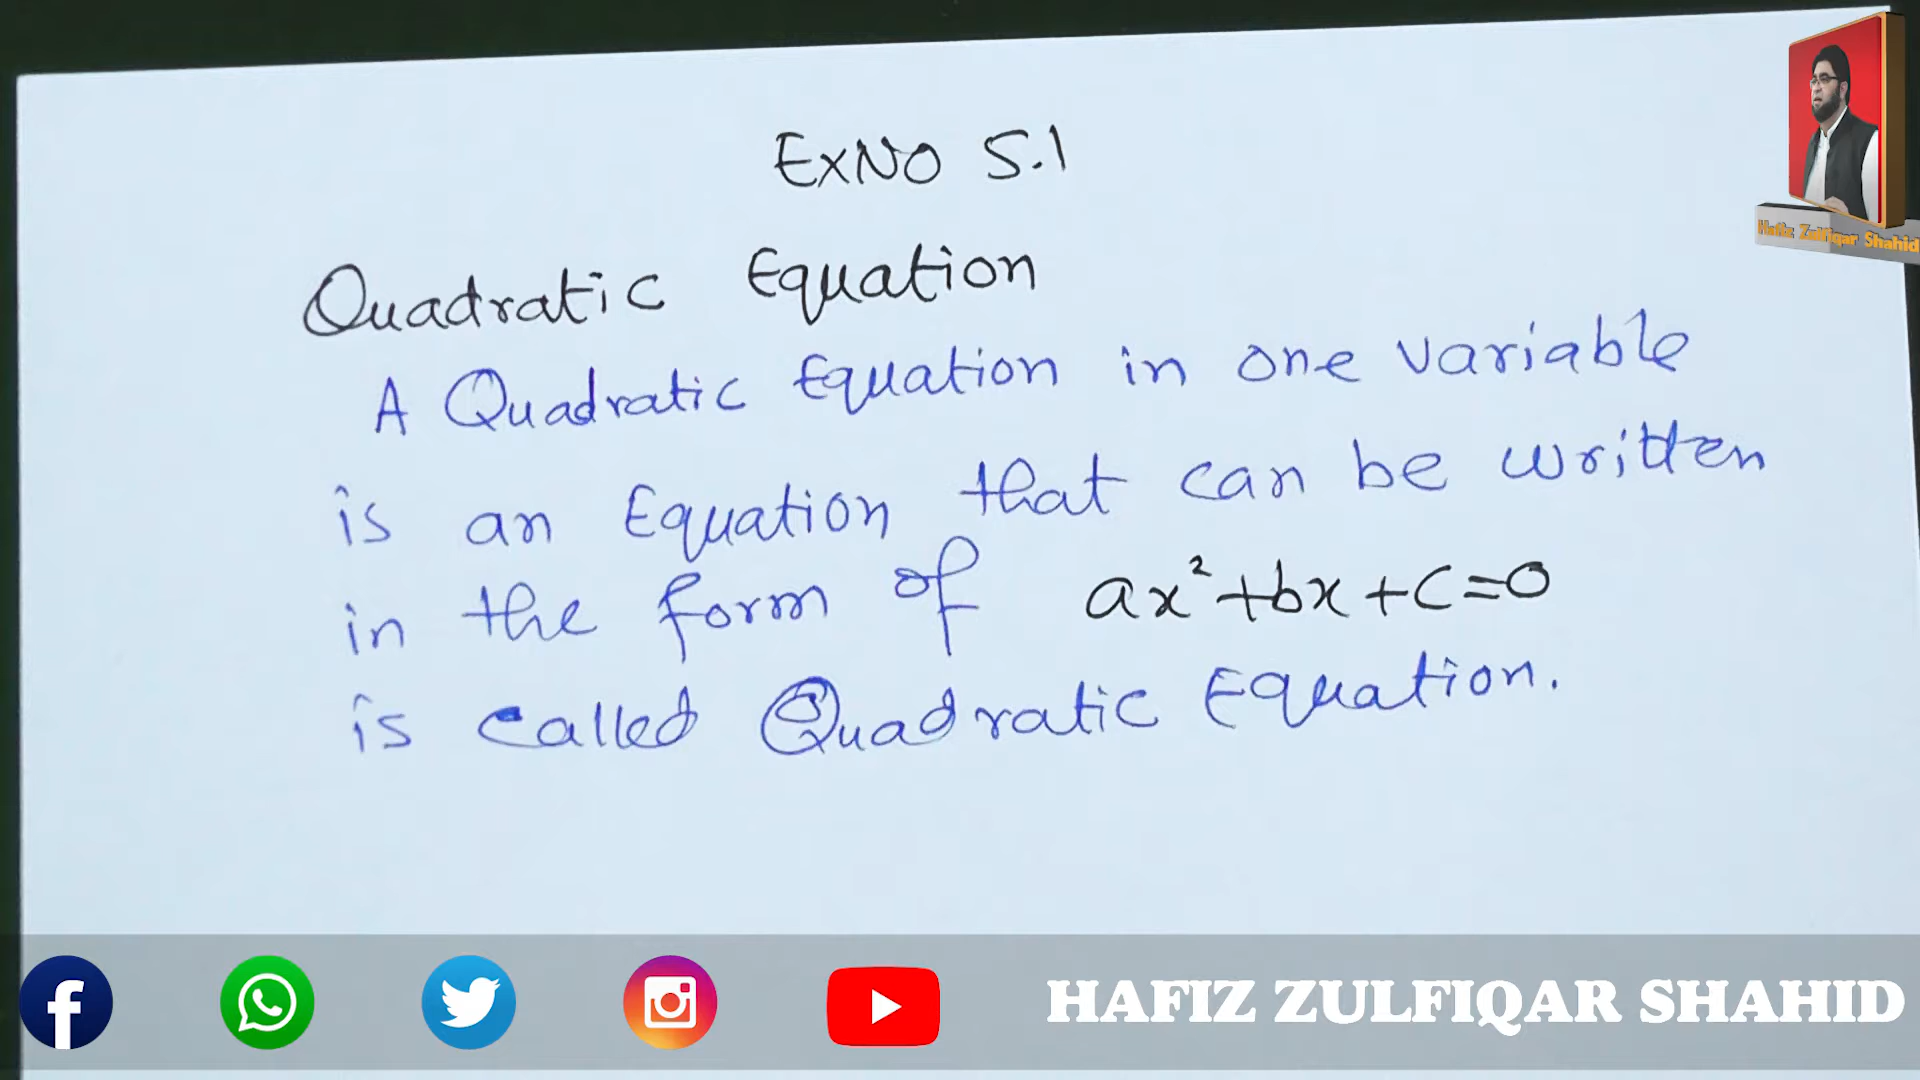 ExNO 5.1
Hafiz Zulfiqar Shahid
Quadratic Equation
A Quadratic Equation in one variable
is an Equation that can be written
in the form of ax²+bx+c=0
is called Quadratic Equation.
HAFIZ ZULFIQAR SHAHID